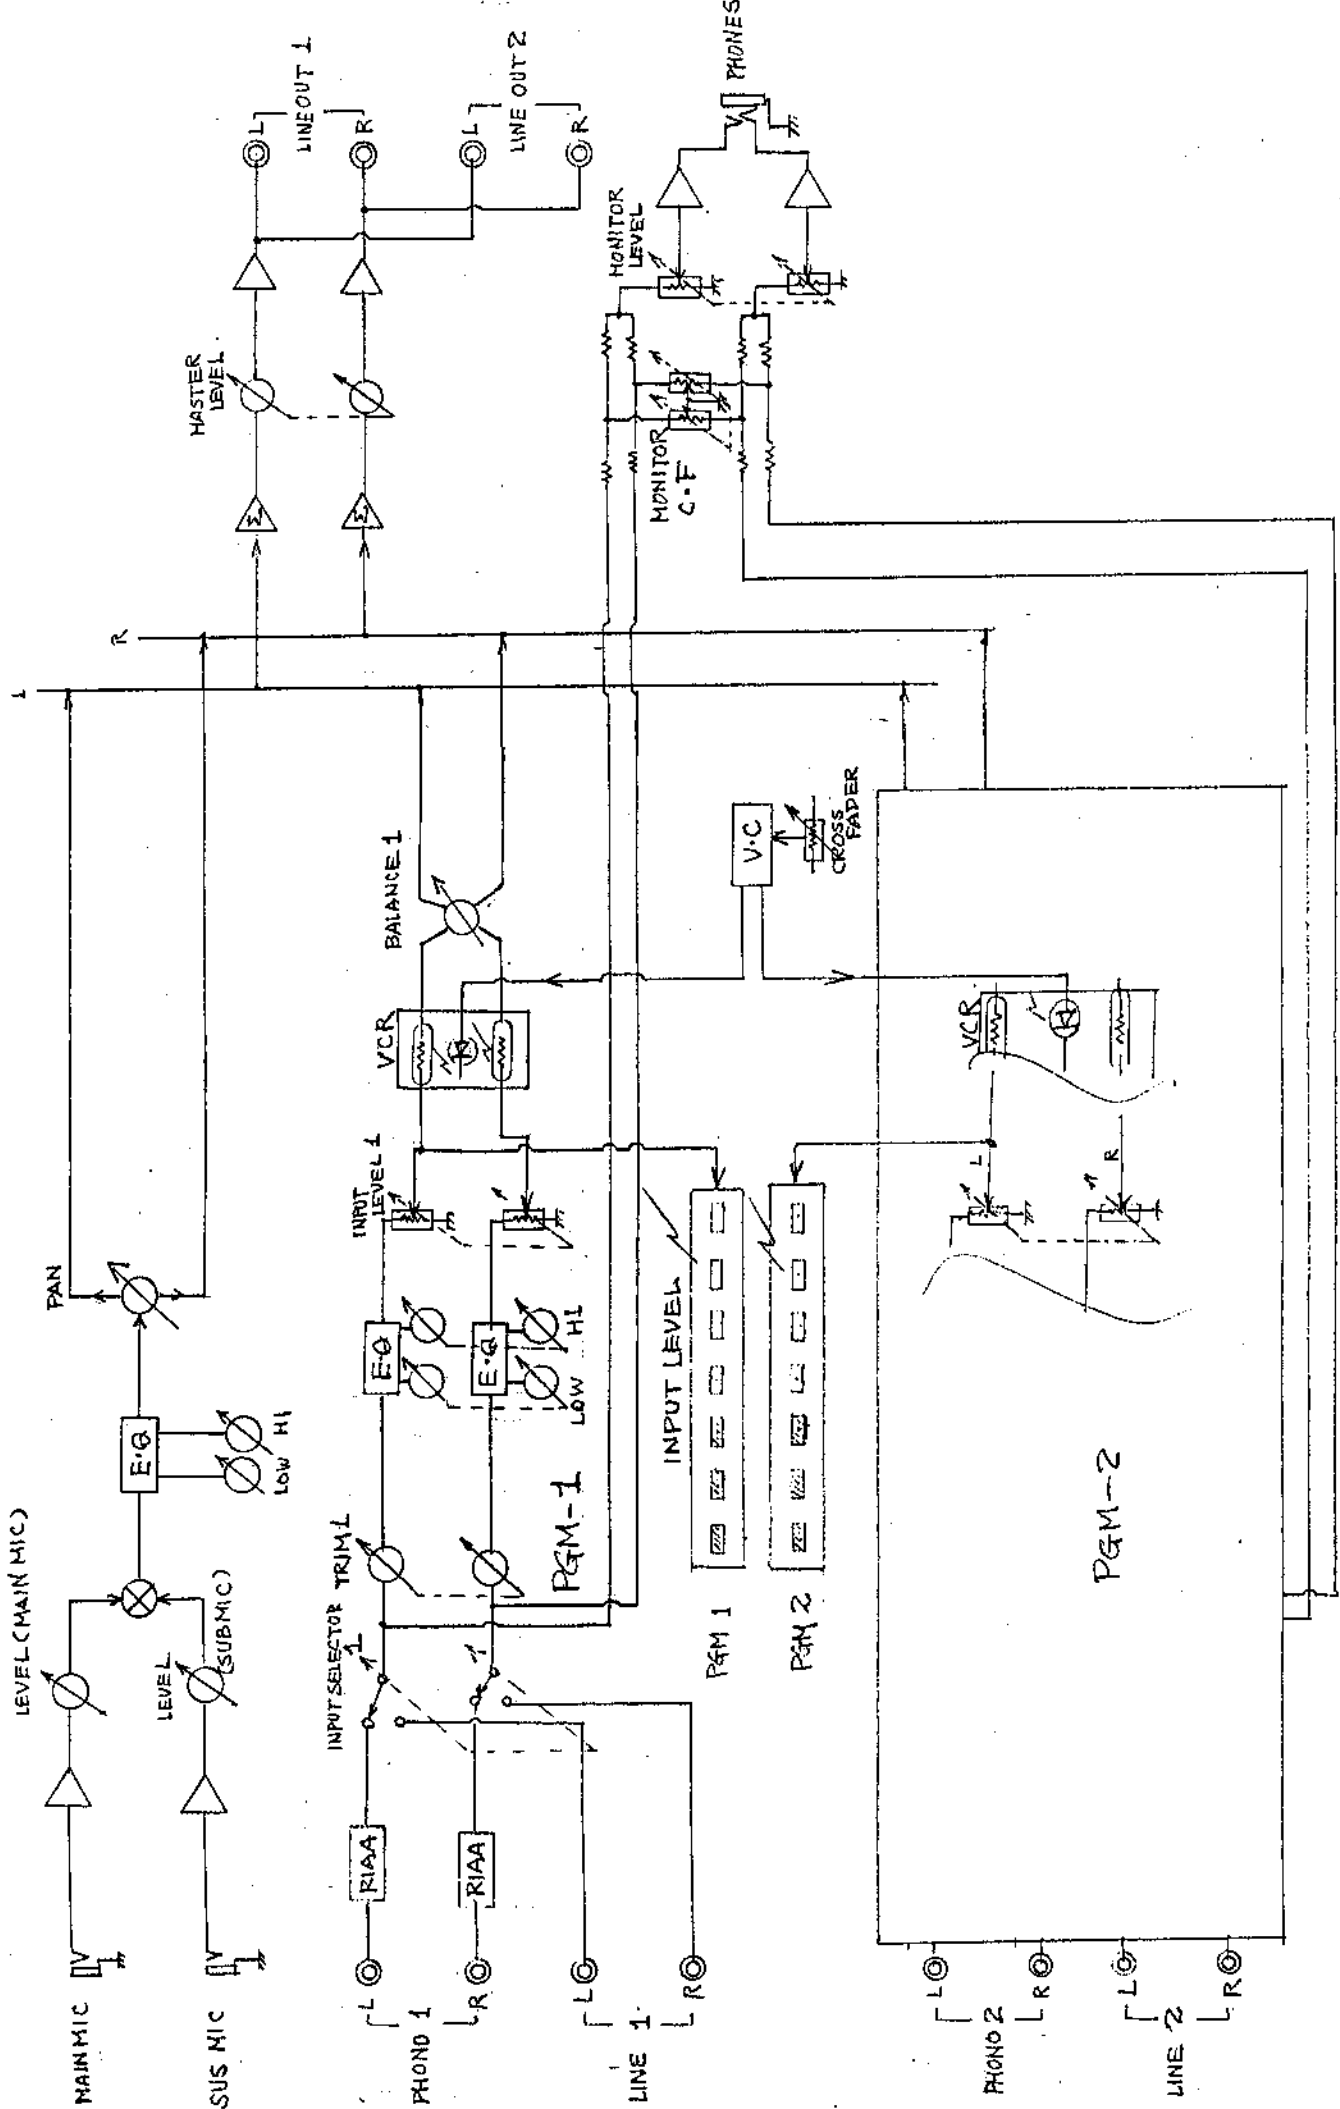 MAIN MIC
LEVEL (MAIN MIC)
SUS MIC
LEVEL
(SUBMIC)
E·Q
LOW
HI
PAN
L
R
MASTER
LEVEL
Σ
Σ
L
R
LINE OUT 1
L
R
LINE OUT 2
PHONO 1
L
R
RIAA
RIAA
LINE 1
L
R
INPUT SELECTOR
1
TRIM-1
PGM-1
E·Q
E·Q
LOW
HI
INPUT
LEVEL 1
VCR
BALANCE 1
MONITOR
C·F
MONITOR
LEVEL
PHONES
V·C
CROSS
FADER
INPUT LEVEL
PGM 1
PGM 2
PHONO 2
L
R
LINE 2
L
R
PGM-2
L
R
VCR